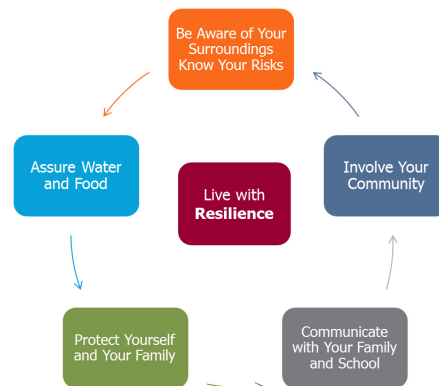 Be Aware of Your
Surroundings
Know Your Risks
Assure Water
and Food
Live with
Resilience
Involve Your
Community
Protect Yourself
and Your Family
Communicate
with Your Family
and School